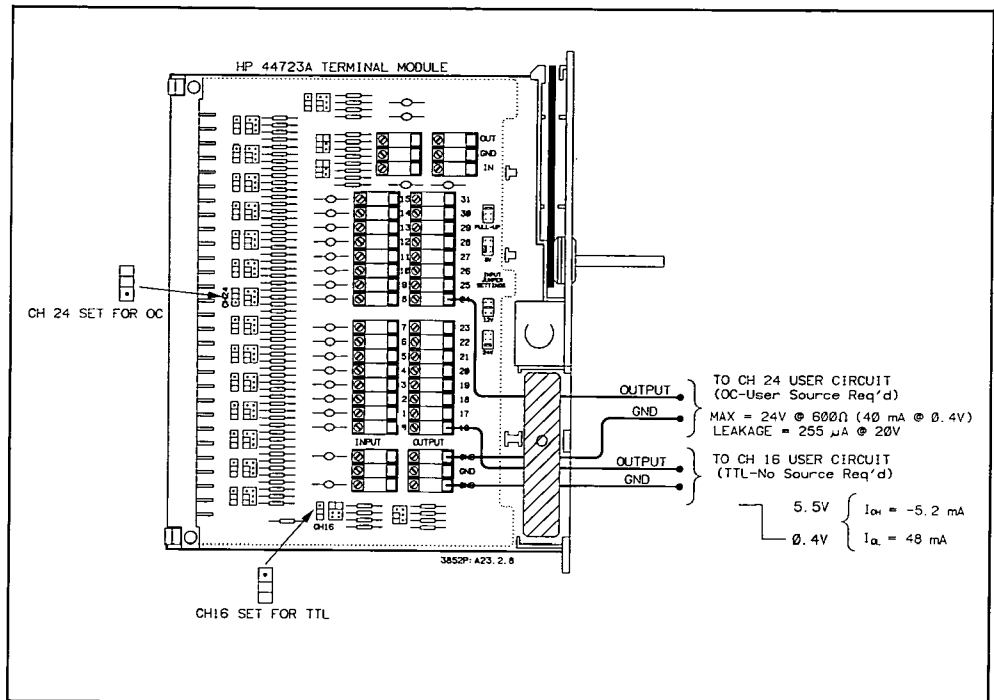 HP 44723A TERMINAL MODULE
OUT
GND
IN
15 31
14 30
13 29
12 28
11 27
10 26
9 25
8
PULL-UP
5V
INPUT
JUMPER
SETTINGS
12V
24V
7 23
6 22
5 21
4 20
3 19
2 18
1 17
INPUT OUTPUT
GND
CH 24 SET FOR OC
CH24
OUTPUT
GND
TO CH 24 USER CIRCUIT
(OC-User Source Req'd)
MAX = 24V @ 600Ω (40 mA @ 0.4V)
LEAKAGE = 255 μA @ 20V
OUTPUT
GND
TO CH 16 USER CIRCUIT
(TTL-No Source Req'd)
5.5V IOH = -5.2 mA
0.4V IOL = 48 mA
CH16
3852P:A23.2.8
CH16 SET FOR TTL